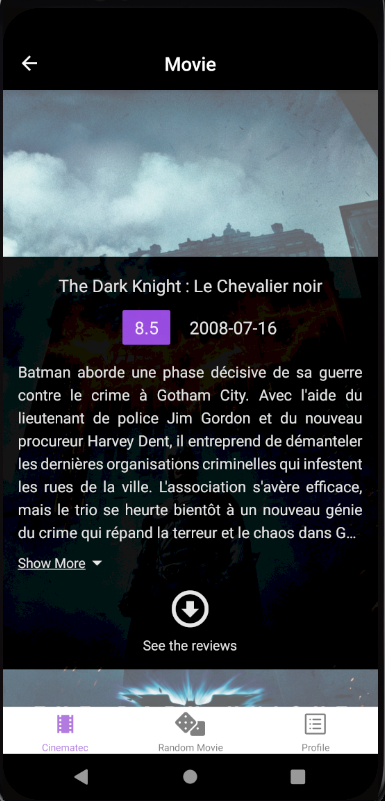 Movie
The Dark Knight : Le Chevalier noir
8.5 2008-07-16
Batman aborde une phase décisive de sa guerre
contre le crime à Gotham City. Avec l'aide du
lieutenant de police Jim Gordon et du nouveau
procureur Harvey Dent, il entreprend de démanteler
les dernières organisations criminelles qui infestent
les rues de la ville. L'association s'avère efficace,
mais le trio se heurte bientôt à un nouveau génie
du crime qui répand la terreur et le chaos dans G…
Show More
See the reviews
Cinematec Random Movie Profile